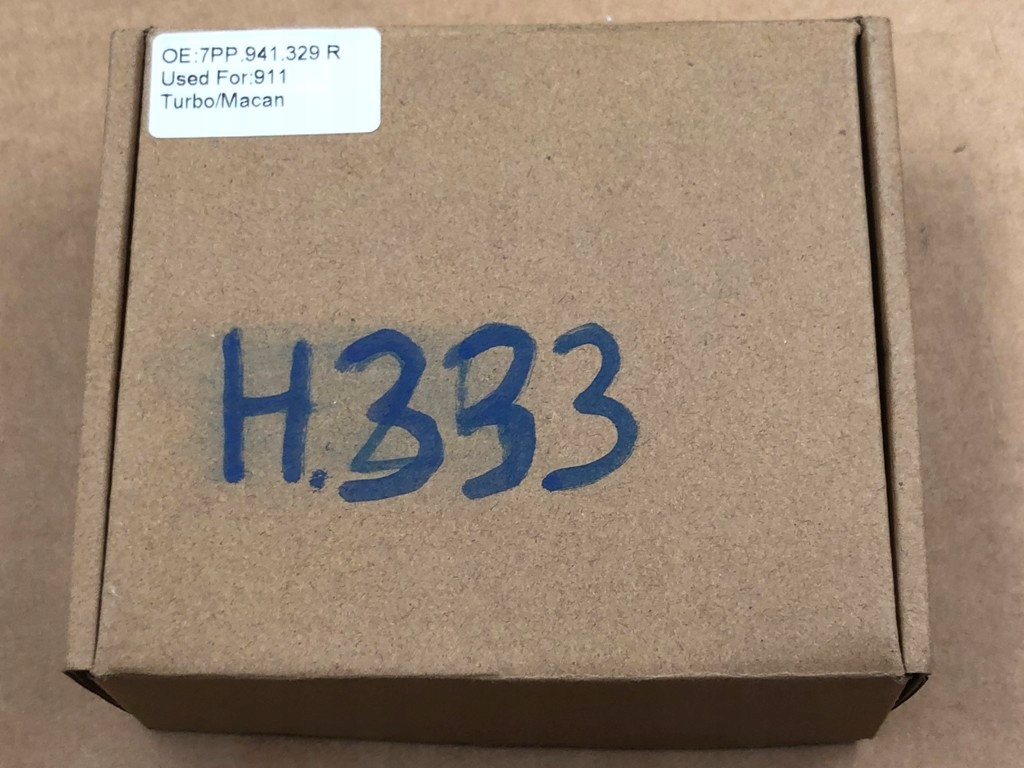 OE:7PP.941.329 R
Used For:911
Turbo/Macan
H.333